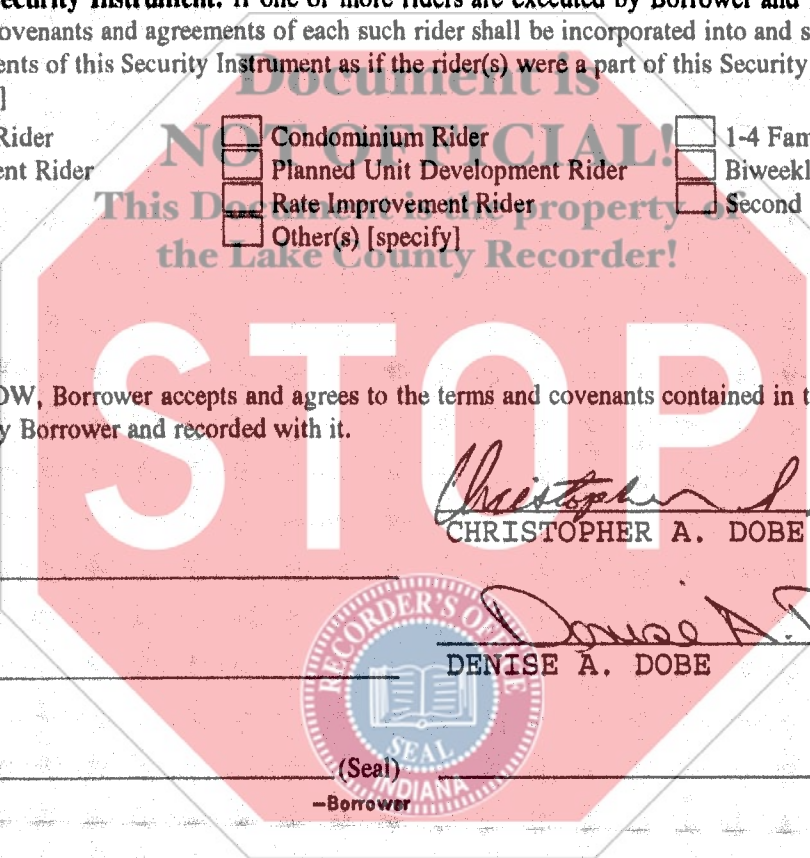 Security Instrument. If one or more riders are executed by Borrower and
ovenants and agreements of each such rider shall be incorporated into and s
ents of this Security Instrument as if the rider(s) were a part of this Security
]
Document is
NOT OFFICIAL!
This Document is the property of
the Lake County Recorder!
Rider
Condominium Rider
1-4 Fam
ent Rider
Planned Unit Development Rider
Biweekl
Rate Improvement Rider
Second
Other(s) [specify]
STOP
OW, Borrower accepts and agrees to the terms and covenants contained in t
y Borrower and recorded with it.
Christopher
CHRISTOPHER A. DOBE
Denise A.
DENISE A. DOBE
RECORDER'S OFFICE
SEAL
INDIANA
(Seal)
-Borrower